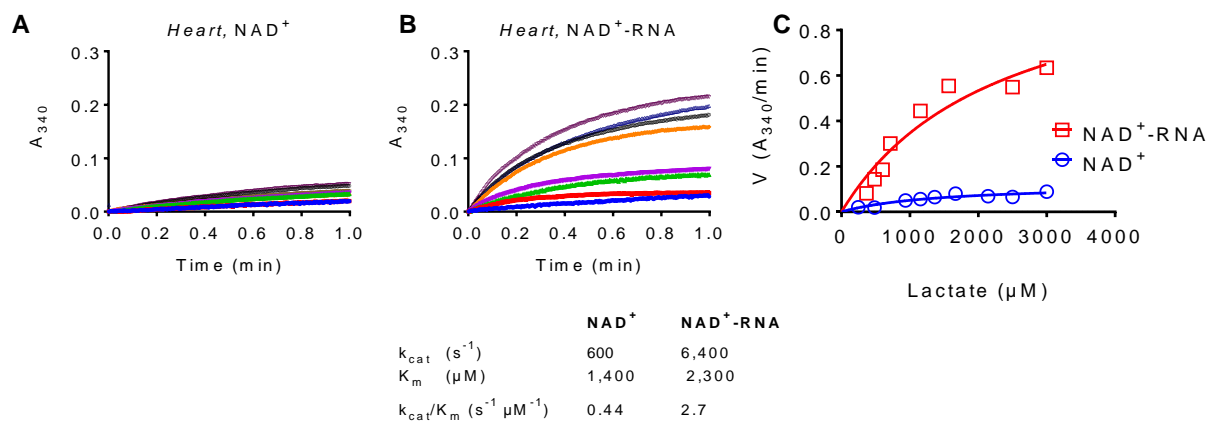 A
Heart, NAD+
0.3
0.2
0.1
0.0
A340
0.0 0.2 0.4 0.6 0.8 1.0
Time (min)
B
Heart, NAD+-RNA
0.3
0.2
0.1
0.0
A340
0.0 0.2 0.4 0.6 0.8 1.0
Time (min)
C
0.8
0.6
0.4
0.2
0.0
V (A340/min)
0 1000 2000 3000 4000
Lactate (µM)
NAD+-RNA
NAD+
NAD+ NAD+-RNA
kcat (s-1) 600 6,400
Km (µM) 1,400 2,300
kcat/Km (s-1 µM-1) 0.44 2.7